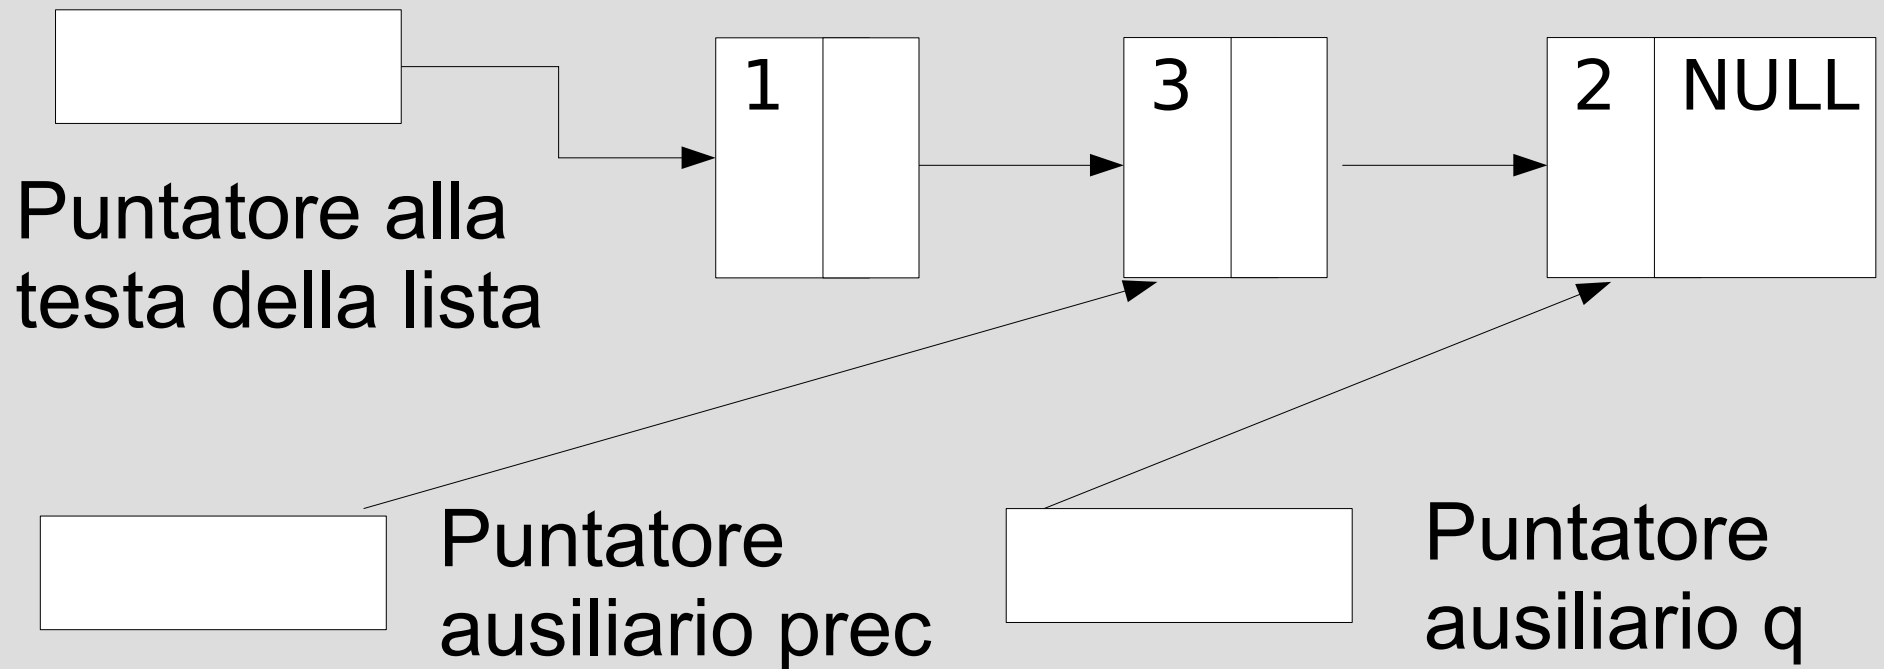 1
3
2 NULL
Puntatore alla
testa della lista
Puntatore
ausiliario prec
Puntatore
ausiliario q